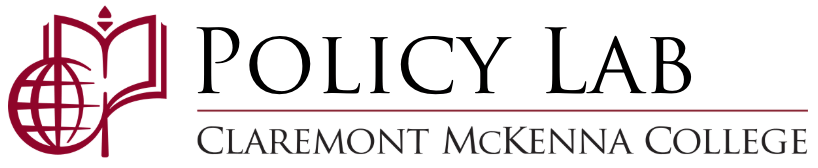 POLICY LAB
CLAREMONT MCKENNA COLLEGE